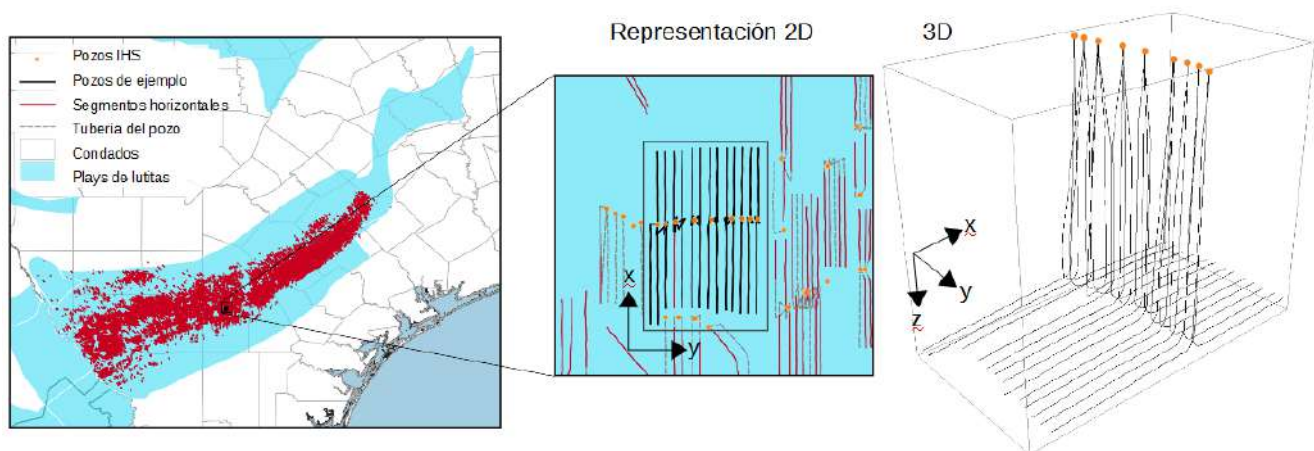 Pozos IHS
Pozos de ejemplo
Segmentos horizontales
Tubería del pozo
Condados
Plays de lutitas
Representación 2D
x
y
3D
x
y
z